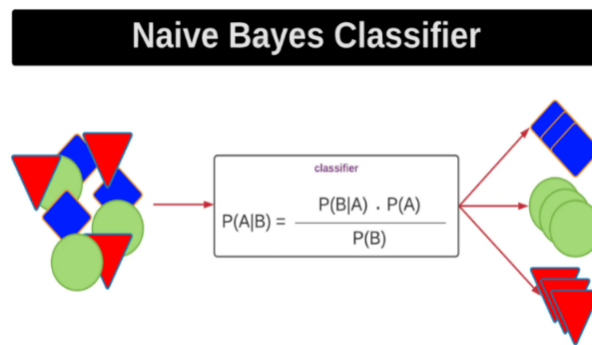 Naive Bayes Classifier
classifier
P(A|B) = P(B|A) . P(A)
P(B)